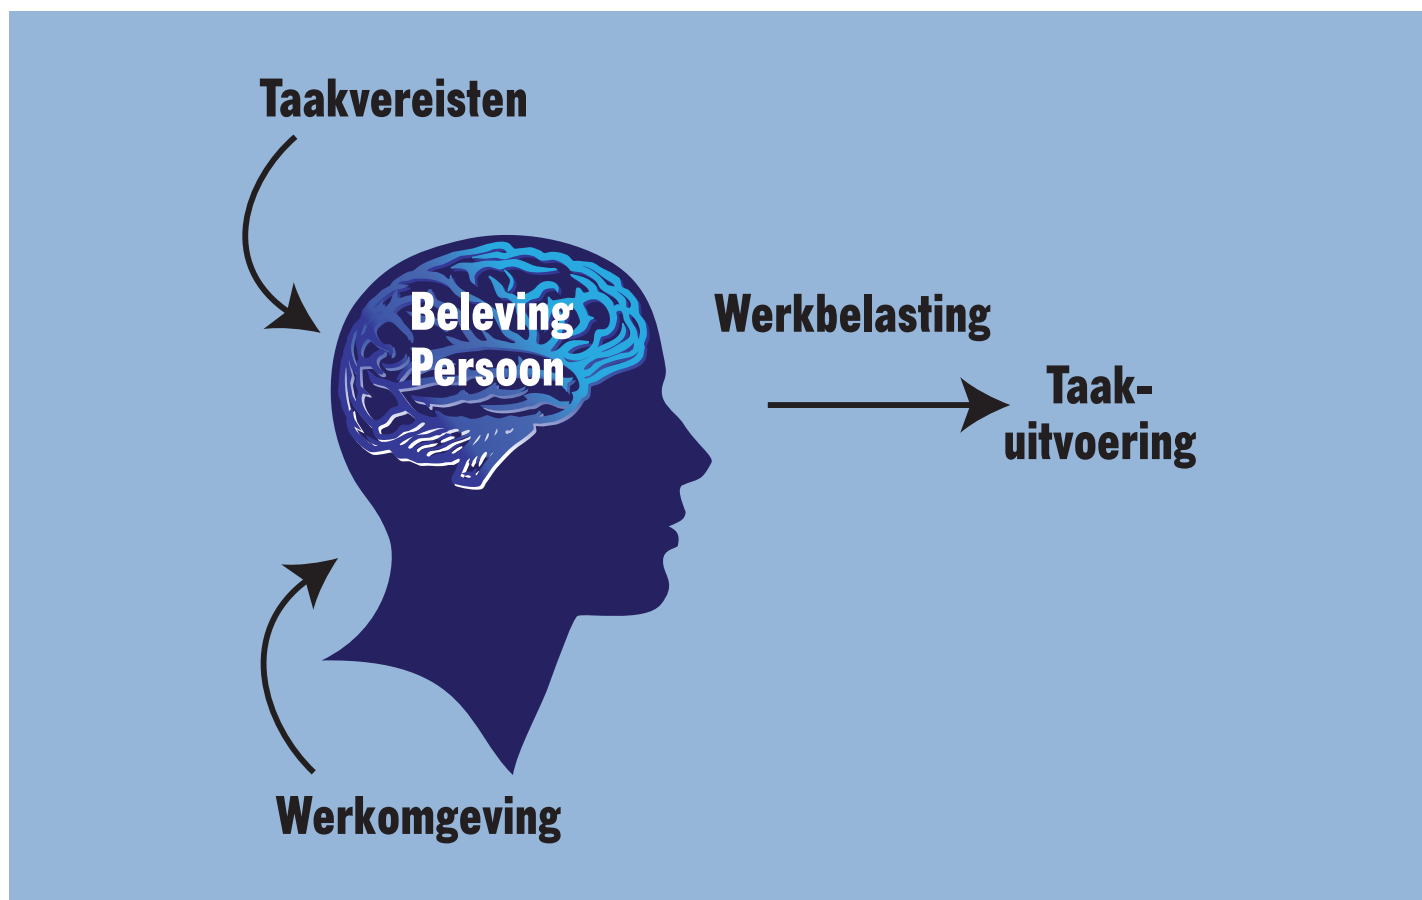 Taakvereisten
Beleving
Persoon
Werkbelasting
Taak-
uitvoering
Werkomgeving